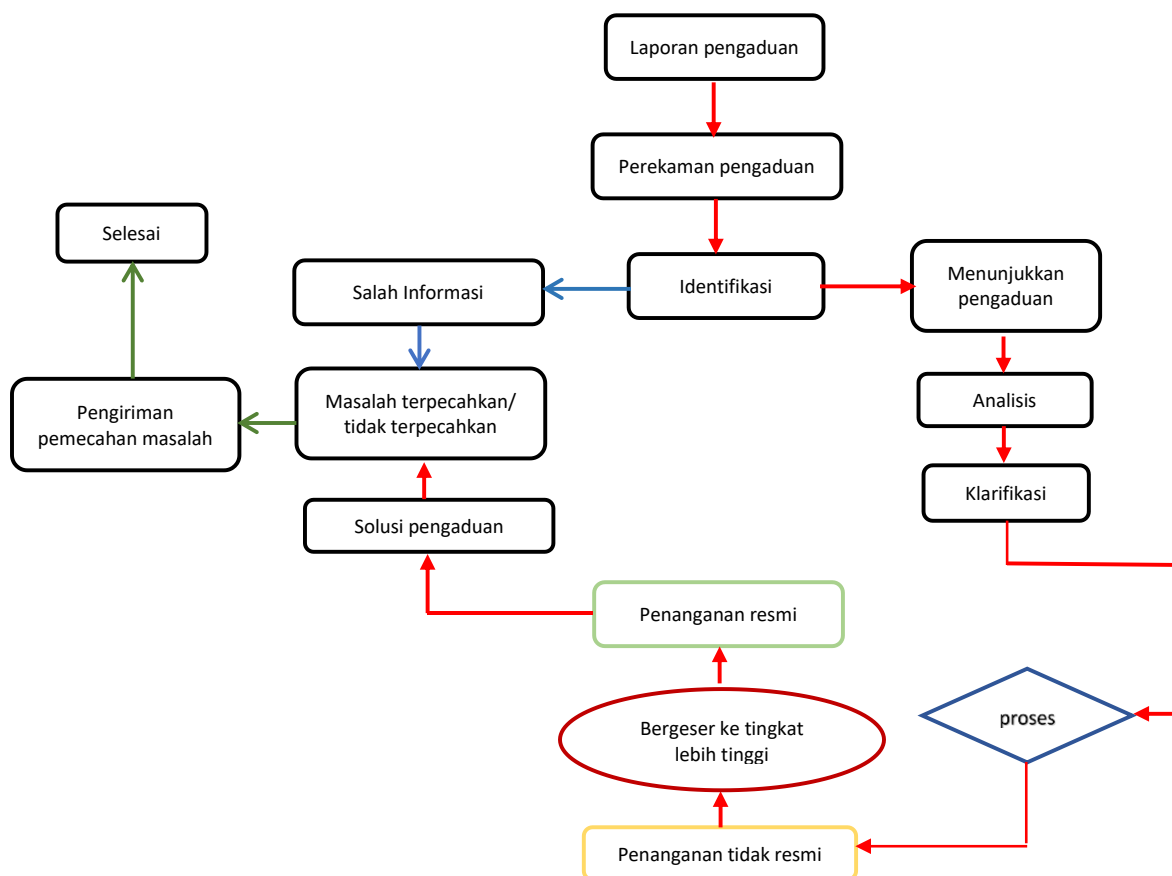 Laporan pengaduan
Perekaman pengaduan
Selesai
Salah Informasi
Identifikasi
Menunjukkan
pengaduan
Pengiriman
pemecahan masalah
Masalah terpecahkan/
tidak terpecahkan
Analisis
Klarifikasi
Solusi pengaduan
Penanganan resmi
Bergeser ke tingkat
lebih tinggi
proses
Penanganan tidak resmi